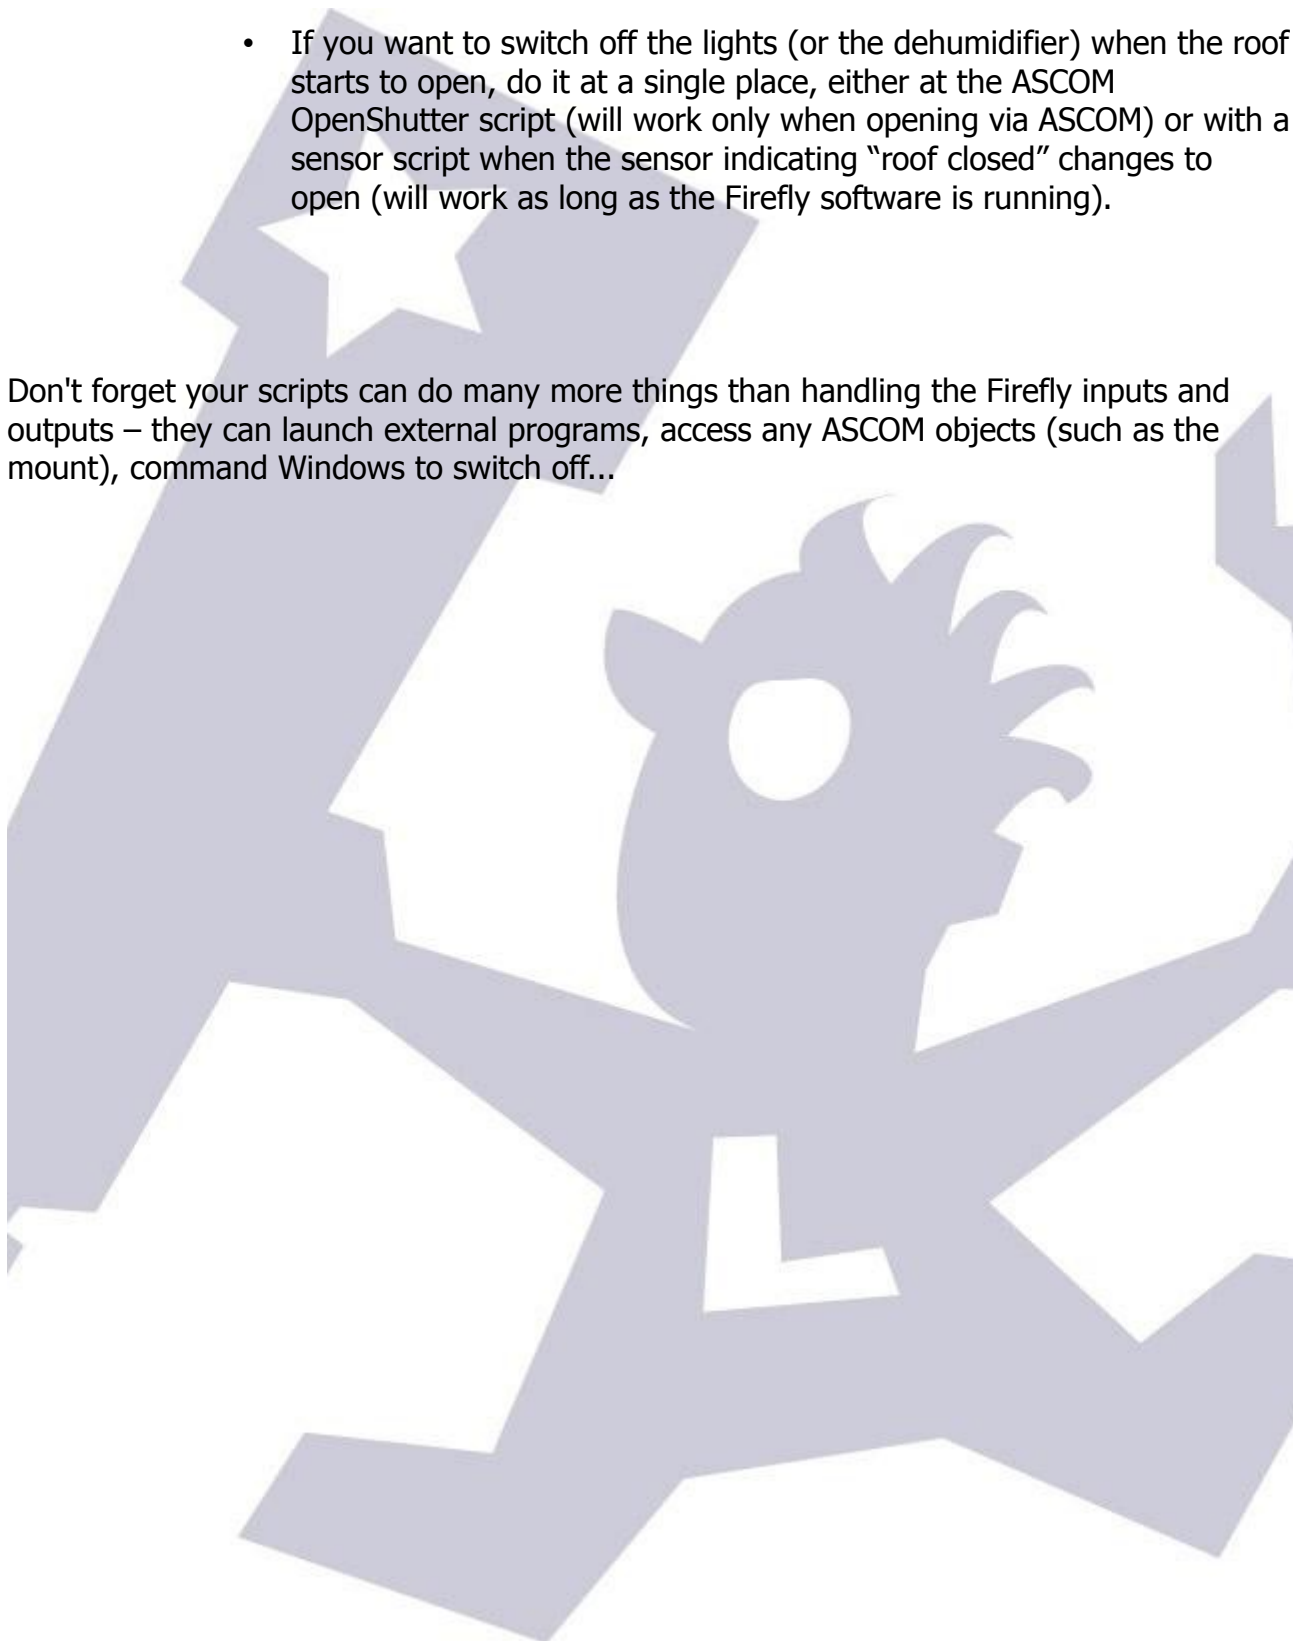 • If you want to switch off the lights (or the dehumidifier) when the roof
starts to open, do it at a single place, either at the ASCOM
OpenShutter script (will work only when opening via ASCOM) or with a
sensor script when the sensor indicating “roof closed” changes to
open (will work as long as the Firefly software is running).
Don't forget your scripts can do many more things than handling the Firefly inputs and
outputs – they can launch external programs, access any ASCOM objects (such as the
mount), command Windows to switch off...
L